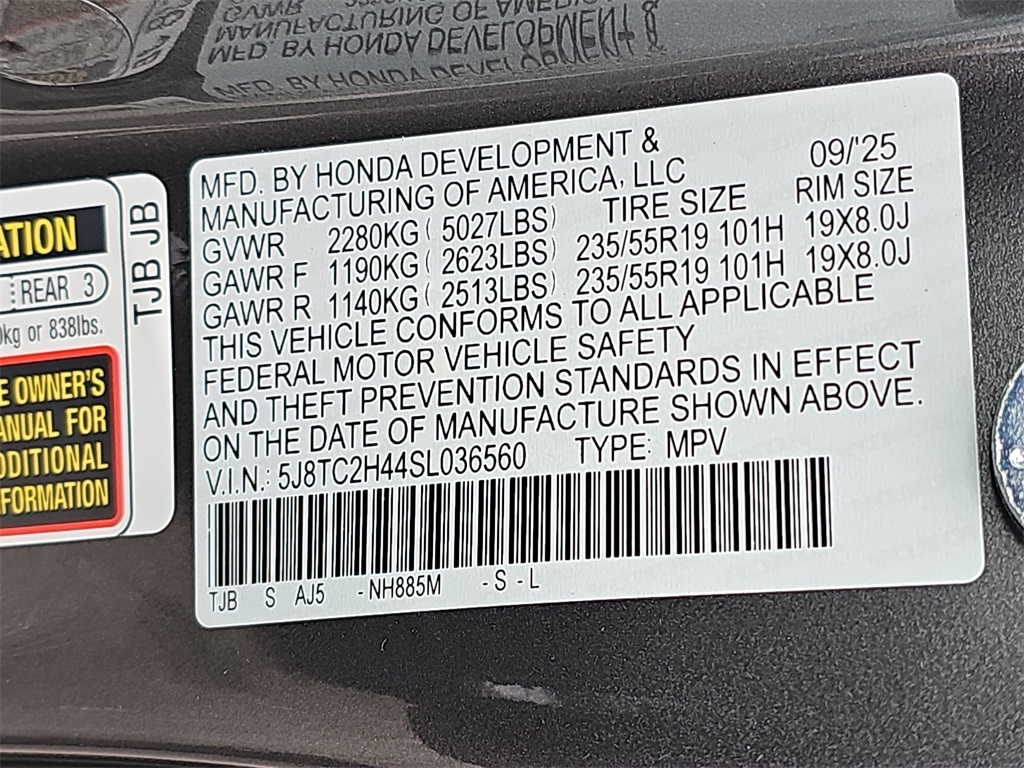 MFD. BY HONDA DEVELOPMENT & 09/'25
MANUFACTURING OF AMERICA, LLC
TIRE SIZE RIM SIZE
GVWR 2280KG ( 5027LBS)
GAWR F 1190KG ( 2623LBS) 235/55R19 101H 19X8.0J
GAWR R 1140KG ( 2513LBS) 235/55R19 101H 19X8.0J
THIS VEHICLE CONFORMS TO ALL APPLICABLE
FEDERAL MOTOR VEHICLE SAFETY
AND THEFT PREVENTION STANDARDS IN EFFECT
ON THE DATE OF MANUFACTURE SHOWN ABOVE.
V.I.N.: 5J8TC2H44SL036560 TYPE: MPV
TJB S AJ5 -NH885M -S -L
REAR 3
kg or 838lbs.
OWNER'S
FOR
TJB JB